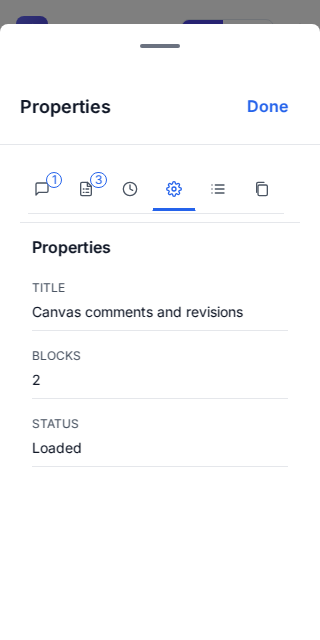 Properties
Done
1
3
Properties
TITLE
Canvas comments and revisions
BLOCKS
2
STATUS
Loaded